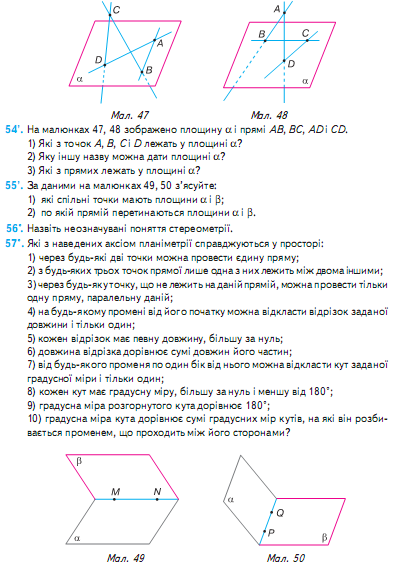 C
A
D
B
α
A
B
C
D
α
Мал. 47
Мал. 48
54'. На малюнках 47, 48 зображено площину α і прямі AB, BC, AD і CD.
1) Які з точок A, B, C і D лежать у площині α?
2) Яку іншу назву можна дати площині α?
3) Які з прямих лежать у площині α?
55'. За даними на малюнках 49, 50 з'ясуйте:
1) які спільні точки мають площини α і β;
2) по якій прямій перетинаються площини α і β.
56°. Назвіть неозначувані поняття стереометрії.
57°. Які з наведених аксіом планіметрії справджуються у просторі:
1) через будь-які дві точки можна провести єдину пряму;
2) з будь-яких трьох точок прямої лише одна з них лежить між двома іншими;
3) через будь-яку точку, що не лежить на даній прямій, можна провести тільки
одну пряму, паралельну даній;
4) на будь-якому промені від його початку можна відкласти відрізок заданої
довжини і тільки один;
5) кожен відрізок має певну довжину, більшу за нуль;
6) довжина відрізка дорівнює сумі довжин його частин;
7) від будь-якого променя по один бік від нього можна відкласти кут заданої
градусної міри і тільки один;
8) кожен кут має градусну міру, більшу за нуль і меншу від 180°;
9) градусна міра розгорнутого кута дорівнює 180°;
10) градусна міра кута дорівнює сумі градусних мір кутів, на які він розби-
вається променем, що проходить між його сторонами?
β
M
N
α
α
Q
P
β
Мал. 49
Мал. 50